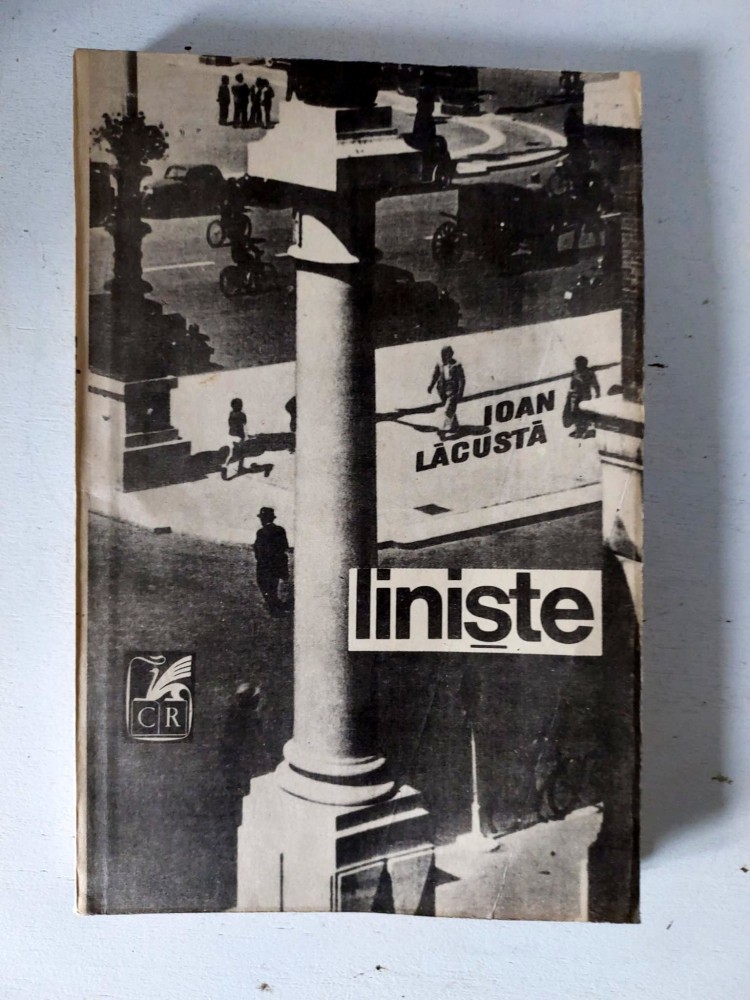 IOAN
LĂCUSTĂ
liniște
CR